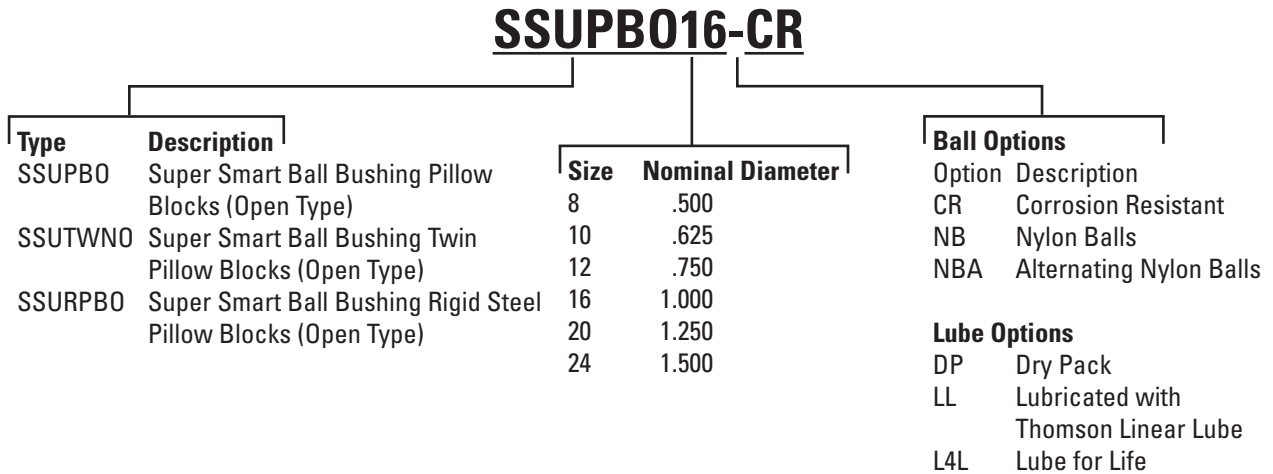 SSUPBO16-CR
Type Description
SSUPBO Super Smart Ball Bushing Pillow
Blocks (Open Type)
SSUTWNO Super Smart Ball Bushing Twin
Pillow Blocks (Open Type)
SSURPBO Super Smart Ball Bushing Rigid Steel
Pillow Blocks (Open Type)
Size Nominal Diameter
8 .500
10 .625
12 .750
16 1.000
20 1.250
24 1.500
Ball Options
Option Description
CR Corrosion Resistant
NB Nylon Balls
NBA Alternating Nylon Balls
Lube Options
DP Dry Pack
LL Lubricated with
Thomson Linear Lube
L4L Lube for Life